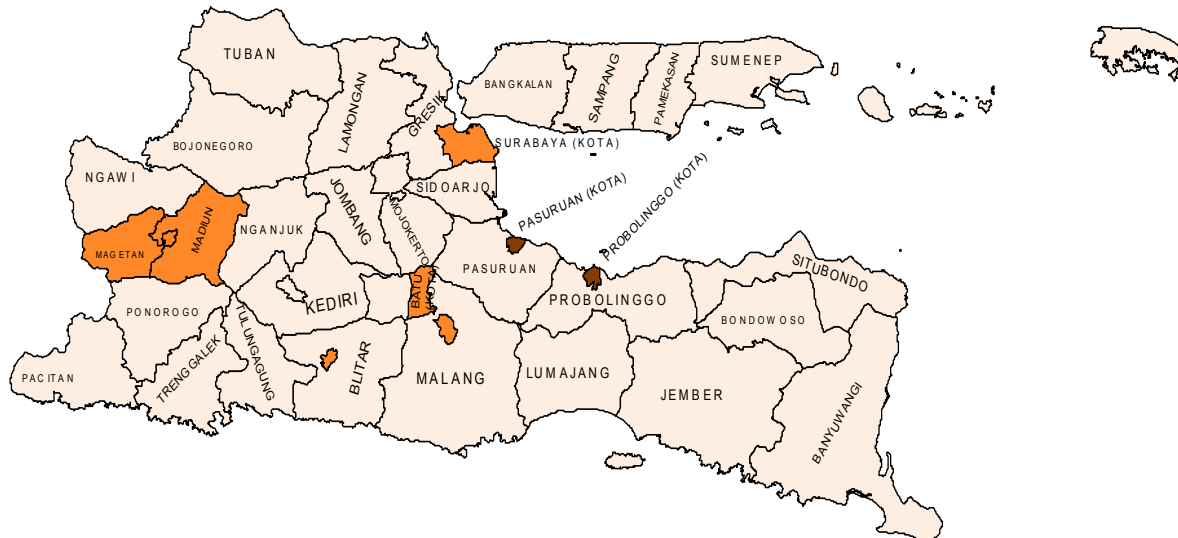 TUBAN
LAMONGAN
GRESIK
BANGKALAN
SAMPANG
PAMEKASAN
SUMENEP
BOJONEGORO
SURABAYA (KOTA)
NGAWI
JOMBANG
SIDOARJO
PASURUAN (KOTA)
PROBOLINGGO (KOTA)
MAGETAN
MADIUN
NGANJUK
MOJOKERTO
PASURUAN
SITUBONDO
PONOROGO
TULUNGAGUNG
KEDIRI
BATU
(KOTA)
PROBOLINGGO
BONDOWOSO
PACITAN
TRENGGALEK
BLITAR
MALANG
LUMAJANG
JEMBER
BANYUWANGI